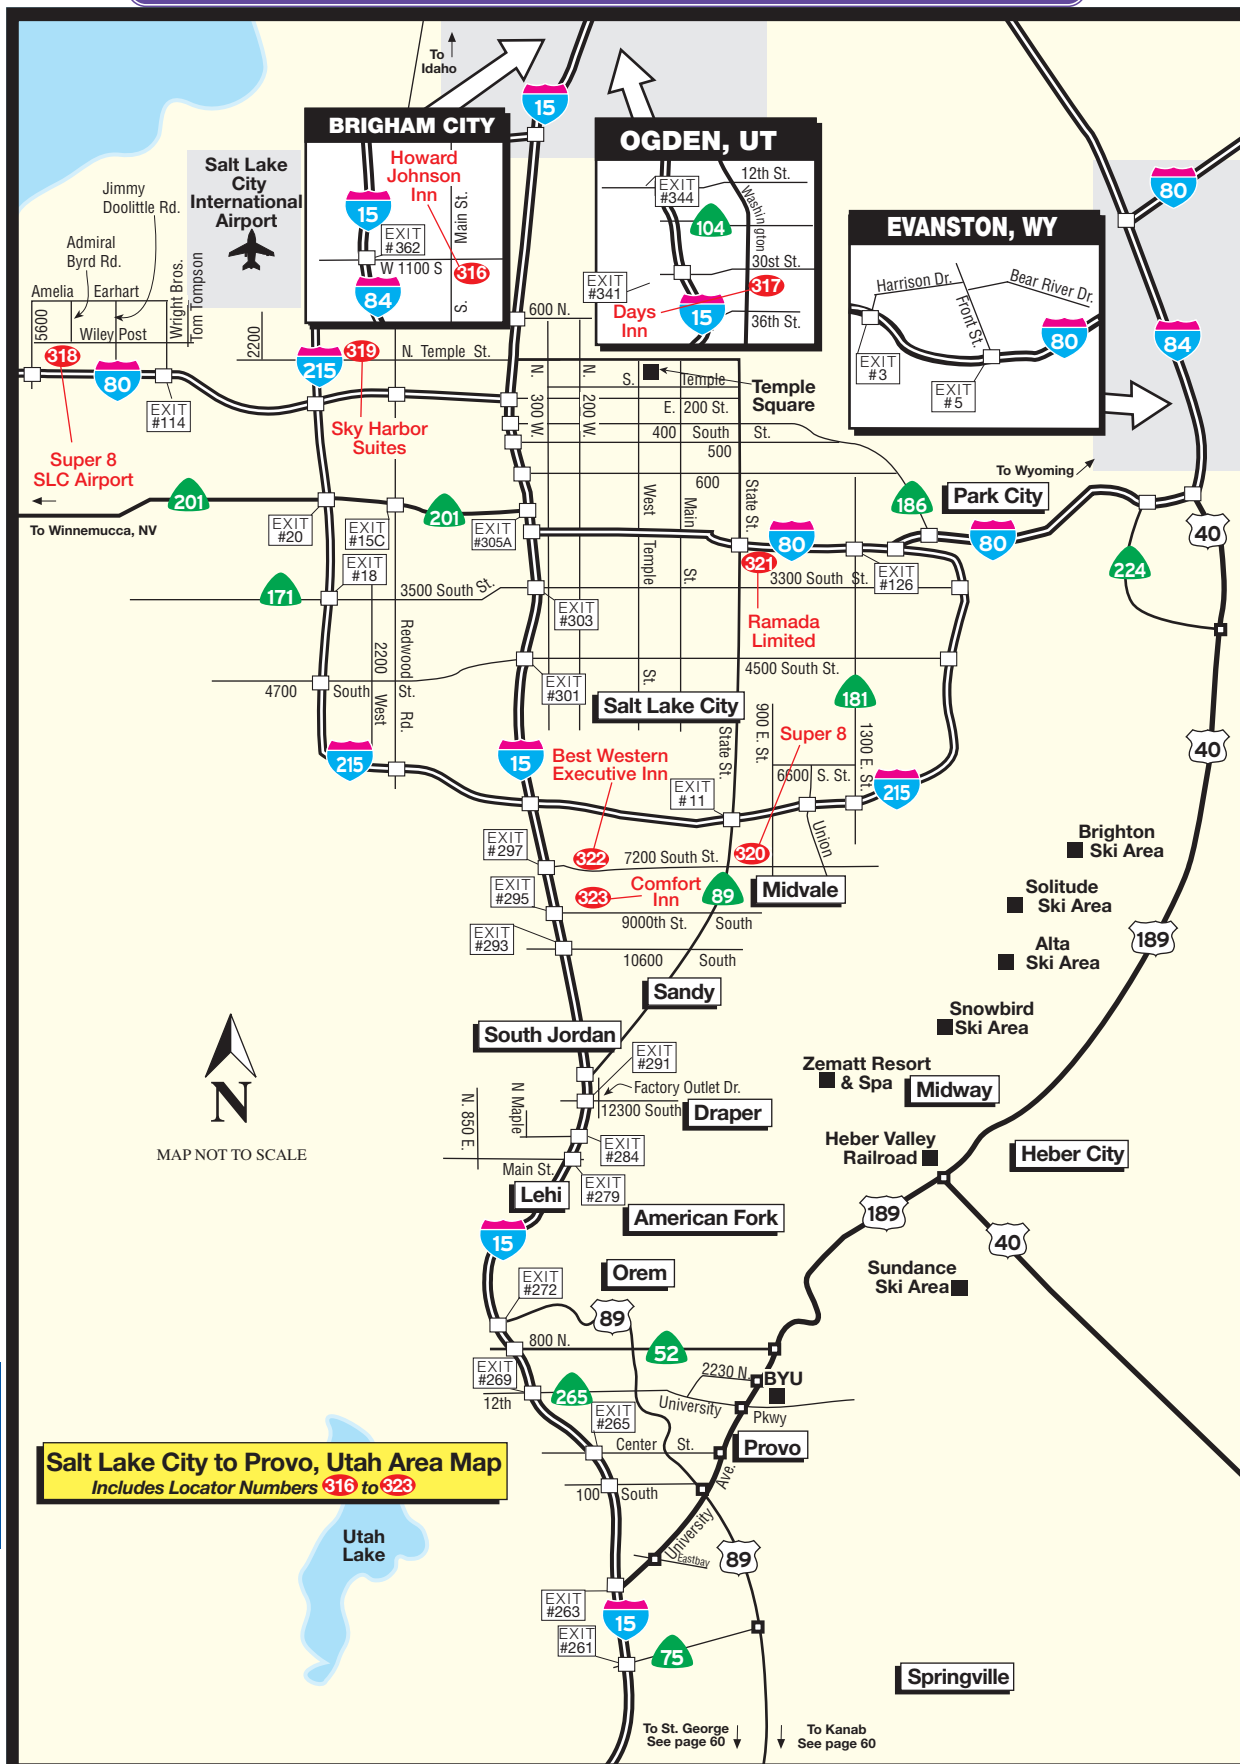 To
Idaho
15
BRIGHAM CITY
Howard
Johnson
Inn
15
EXIT
#362
W 1100 S
316
Main St.
S.
84
OGDEN, UT
12th St.
EXIT
#344
104
Washington
30st St.
EXIT
#341
317
Days
Inn
15
36th St.
80
EVANSTON, WY
Harrison Dr.
Bear River Dr.
Front St.
80
EXIT
#3
EXIT
#5
84
Salt Lake
City
International
Airport
Jimmy
Doolittle Rd.
Admiral
Byrd Rd.
Amelia Earhart
5600
Wiley Post
Wright Bros.
Tom Tompson
318
80
EXIT
#114
Super 8
SLC Airport
2200
215
319
N. Temple St.
Sky Harbor
Suites
600 N.
N.
300 W.
N.
200 W.
S. Temple
Temple
Square
E. 200 St.
400 South St.
500
600
To Wyoming
Park City
186
201
To Winnemucca, NV
201
EXIT
#20
EXIT
#15C
EXIT
#305A
EXIT
#18
West Temple St.
Main St.
State St.
80
321
3300 South St.
EXIT
#126
80
40
224
171
3500 South St.
EXIT
#303
Ramada
Limited
2200 West
Redwood Rd.
4700 South St.
4500 South St.
EXIT
#301
Salt Lake City
181
900 E. St.
1300 E. St.
State St.
Super 8
215
15
Best Western
Executive Inn
6600 S. St.
EXIT
#11
215
40
Union
EXIT
#297
322
7200 South St.
320
Brighton
Ski Area
EXIT
#295
323
Comfort
Inn
89
Midvale
Solitude
Ski Area
9000th St. South
EXIT
#293
189
Alta
Ski Area
10600 South
Sandy
Snowbird
Ski Area
South Jordan
EXIT
#291
Zematt Resort
& Spa
Midway
N
MAP NOT TO SCALE
Factory Outlet Dr.
12300 South
Draper
N. 850 E.
N Maple
EXIT
#284
Heber Valley
Railroad
Heber City
Main St.
EXIT
#279
Lehi
American Fork
189
15
40
Orem
Sundance
Ski Area
EXIT
#272
89
800 N.
52
EXIT
#269
2230 N.
BYU
265
12th
EXIT
#265
University Pkwy
Center St.
Provo
Salt Lake City to Provo, Utah Area Map
Includes Locator Numbers 316 to 323
100 South
University Ave.
Utah
Lake
Eastbay
89
EXIT
#263
15
EXIT
#261
75
Springville
To St. George
See page 60
To Kanab
See page 60